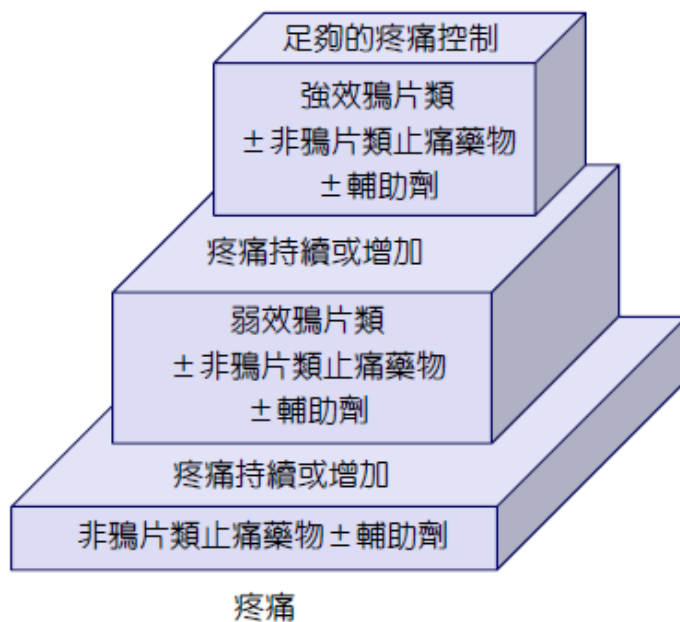 足夠的疼痛控制
強效鴉片類
±非鴉片類止痛藥物
±輔助劑
疼痛持續或增加
弱效鴉片類
±非鴉片類止痛藥物
±輔助劑
疼痛持續或增加
非鴉片類止痛藥物±輔助劑
疼痛